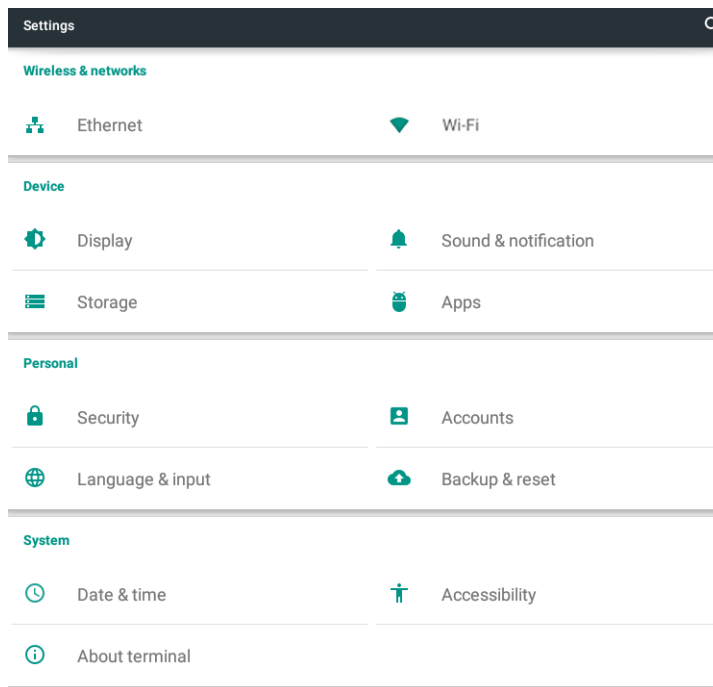 Settings
Wireless & networks
Ethernet
Wi-Fi
Device
Display
Sound & notification
Storage
Apps
Personal
Security
Accounts
Language & input
Backup & reset
System
Date & time
Accessibility
About terminal